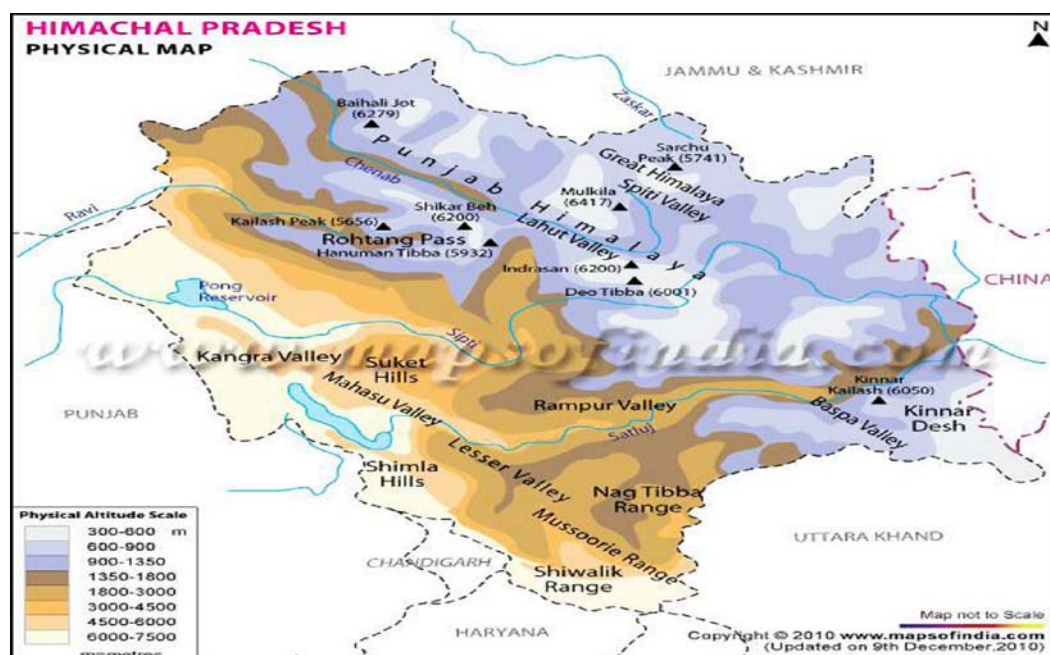 HIMACHAL PRADESH
PHYSICAL MAP
N
JAMMU & KASHMIR
Zaskar
Baihali Jot
(6279)
Sarchu
Peak (5741)
Punjab Himalaya
Great Himalaya
Chenab
Mulkila
(6417)
Spiti Valley
Ravi
Shikar Beh
(6200)
Kailash Peak (5656)
Lahut Valley
Rohtang Pass
Hanuman Tibba (5932)
Indrasan (6200)
CHINA
Pong
Reservoir
Deo Tibba (6001)
Sipti
www.mapsofindia.com
Kangra Valley
Suket
Hills
Kinnar
Kailash (6050)
Mahasu Valley
PUNJAB
Rampur Valley
Baspa Valley
Kinnar
Desh
Satluj
Lesser Valley
Shimla
Hills
Nag Tibba
Range
Mussoorie Range
UTTARA KHAND
CHANDIGARH
Shiwalik
Range
HARYANA
Physical Altitude Scale
300-600 m
600-900
900-1350
1350-1800
1800-3000
3000-4500
4500-6000
6000-7500
Map not to Scale
Copyright © 2010 www.mapsofindia.com
(Updated on 9th December,2010)